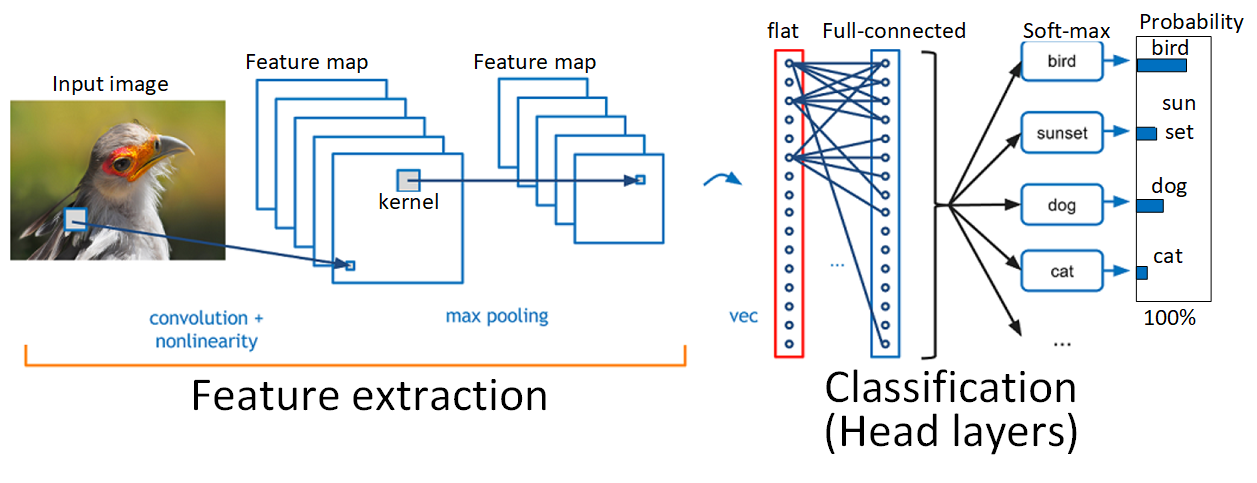 Input image
Feature map
Feature map
kernel
convolution +
nonlinearity
max pooling
Feature extraction
vec
flat
Full-connected
...
Soft-max
bird
sunset
dog
cat
...
Probability
bird
sun
set
dog
cat
100%
Classification
(Head layers)